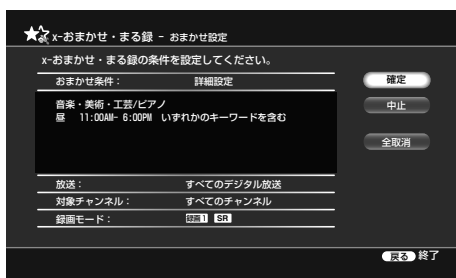 x-おまかせ・まる録 - おまかせ設定
x-おまかせ・まる録の条件を設定してください。
おまかせ条件： 詳細設定
音楽・美術・工芸/ピアノ
昼 11:00AM- 6:00PM いずれかのキーワードを含む
放送： すべてのデジタル放送
対象チャンネル： すべてのチャンネル
録画モード： 録画1 SR
確定
中止
全取消
戻る 終了